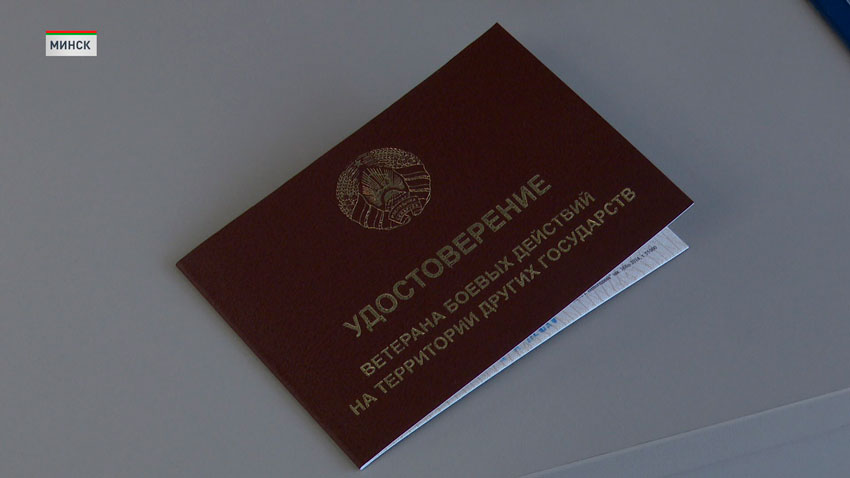 МИНСК
УДОСТОВЕРЕНИЕ
ВЕТЕРАНА БОЕВЫХ ДЕЙСТВИЙ
НА ТЕРРИТОРИИ ДРУГИХ ГОСУДАРСТВ